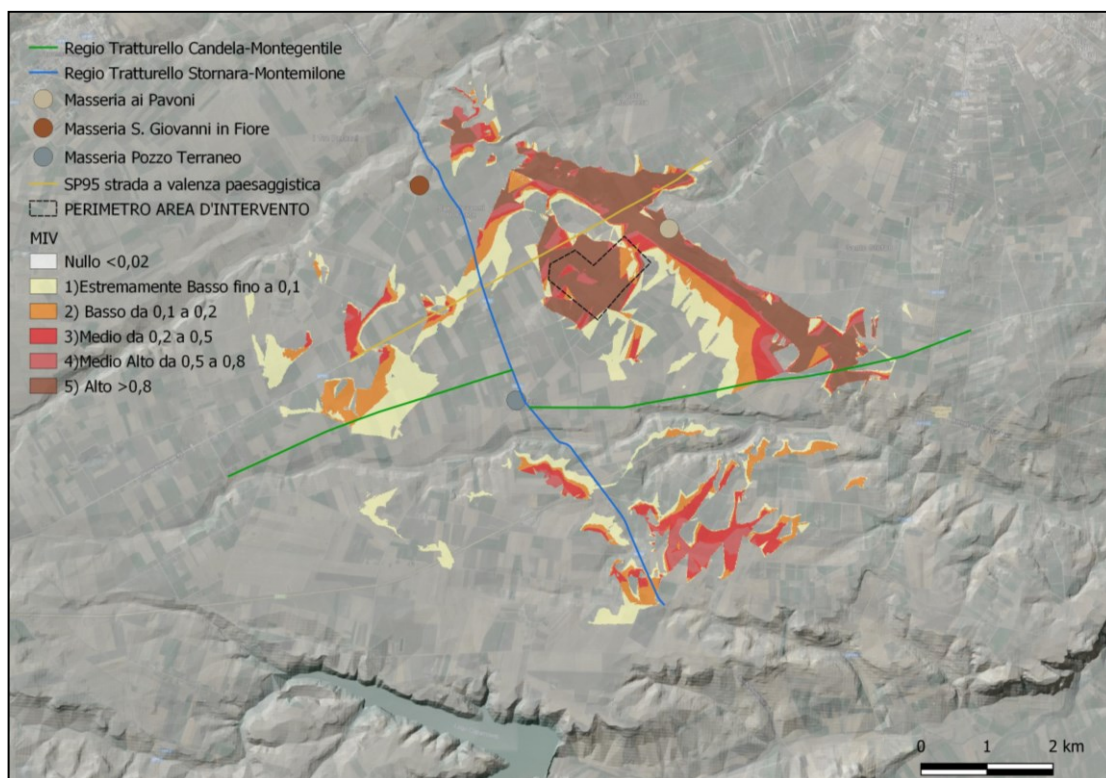 Regio Tratturello Candela-Montegentile
Regio Tratturello Stornara-Montemilone
Masseria ai Pavoni
Masseria S. Giovanni in Fiore
Masseria Pozzo Terraneo
SP95 strada a valenza paesaggistica
PERIMETRO AREA D'INTERVENTO
MIV
Nullo <0,02
1)Estremamente Basso fino a 0,1
2) Basso da 0,1 a 0,2
3)Medio da 0,2 a 0,5
4)Medio Alto da 0,5 a 0,8
5) Alto >0,8
0 1 2 km